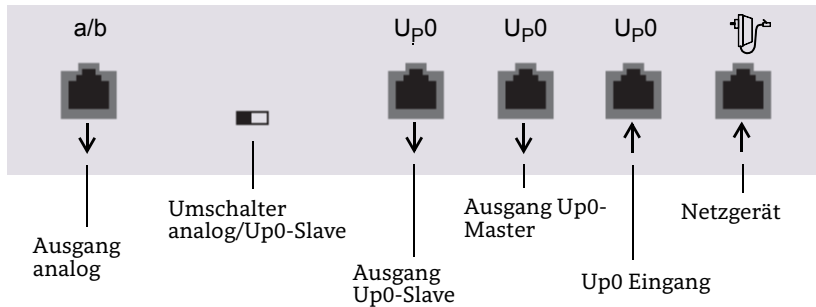 a/b
UP0
UP0
UP0
Ausgang
analog
Umschalter
analog/Up0-Slave
Ausgang
Up0-Slave
Ausgang Up0-
Master
Up0 Eingang
Netzgerät